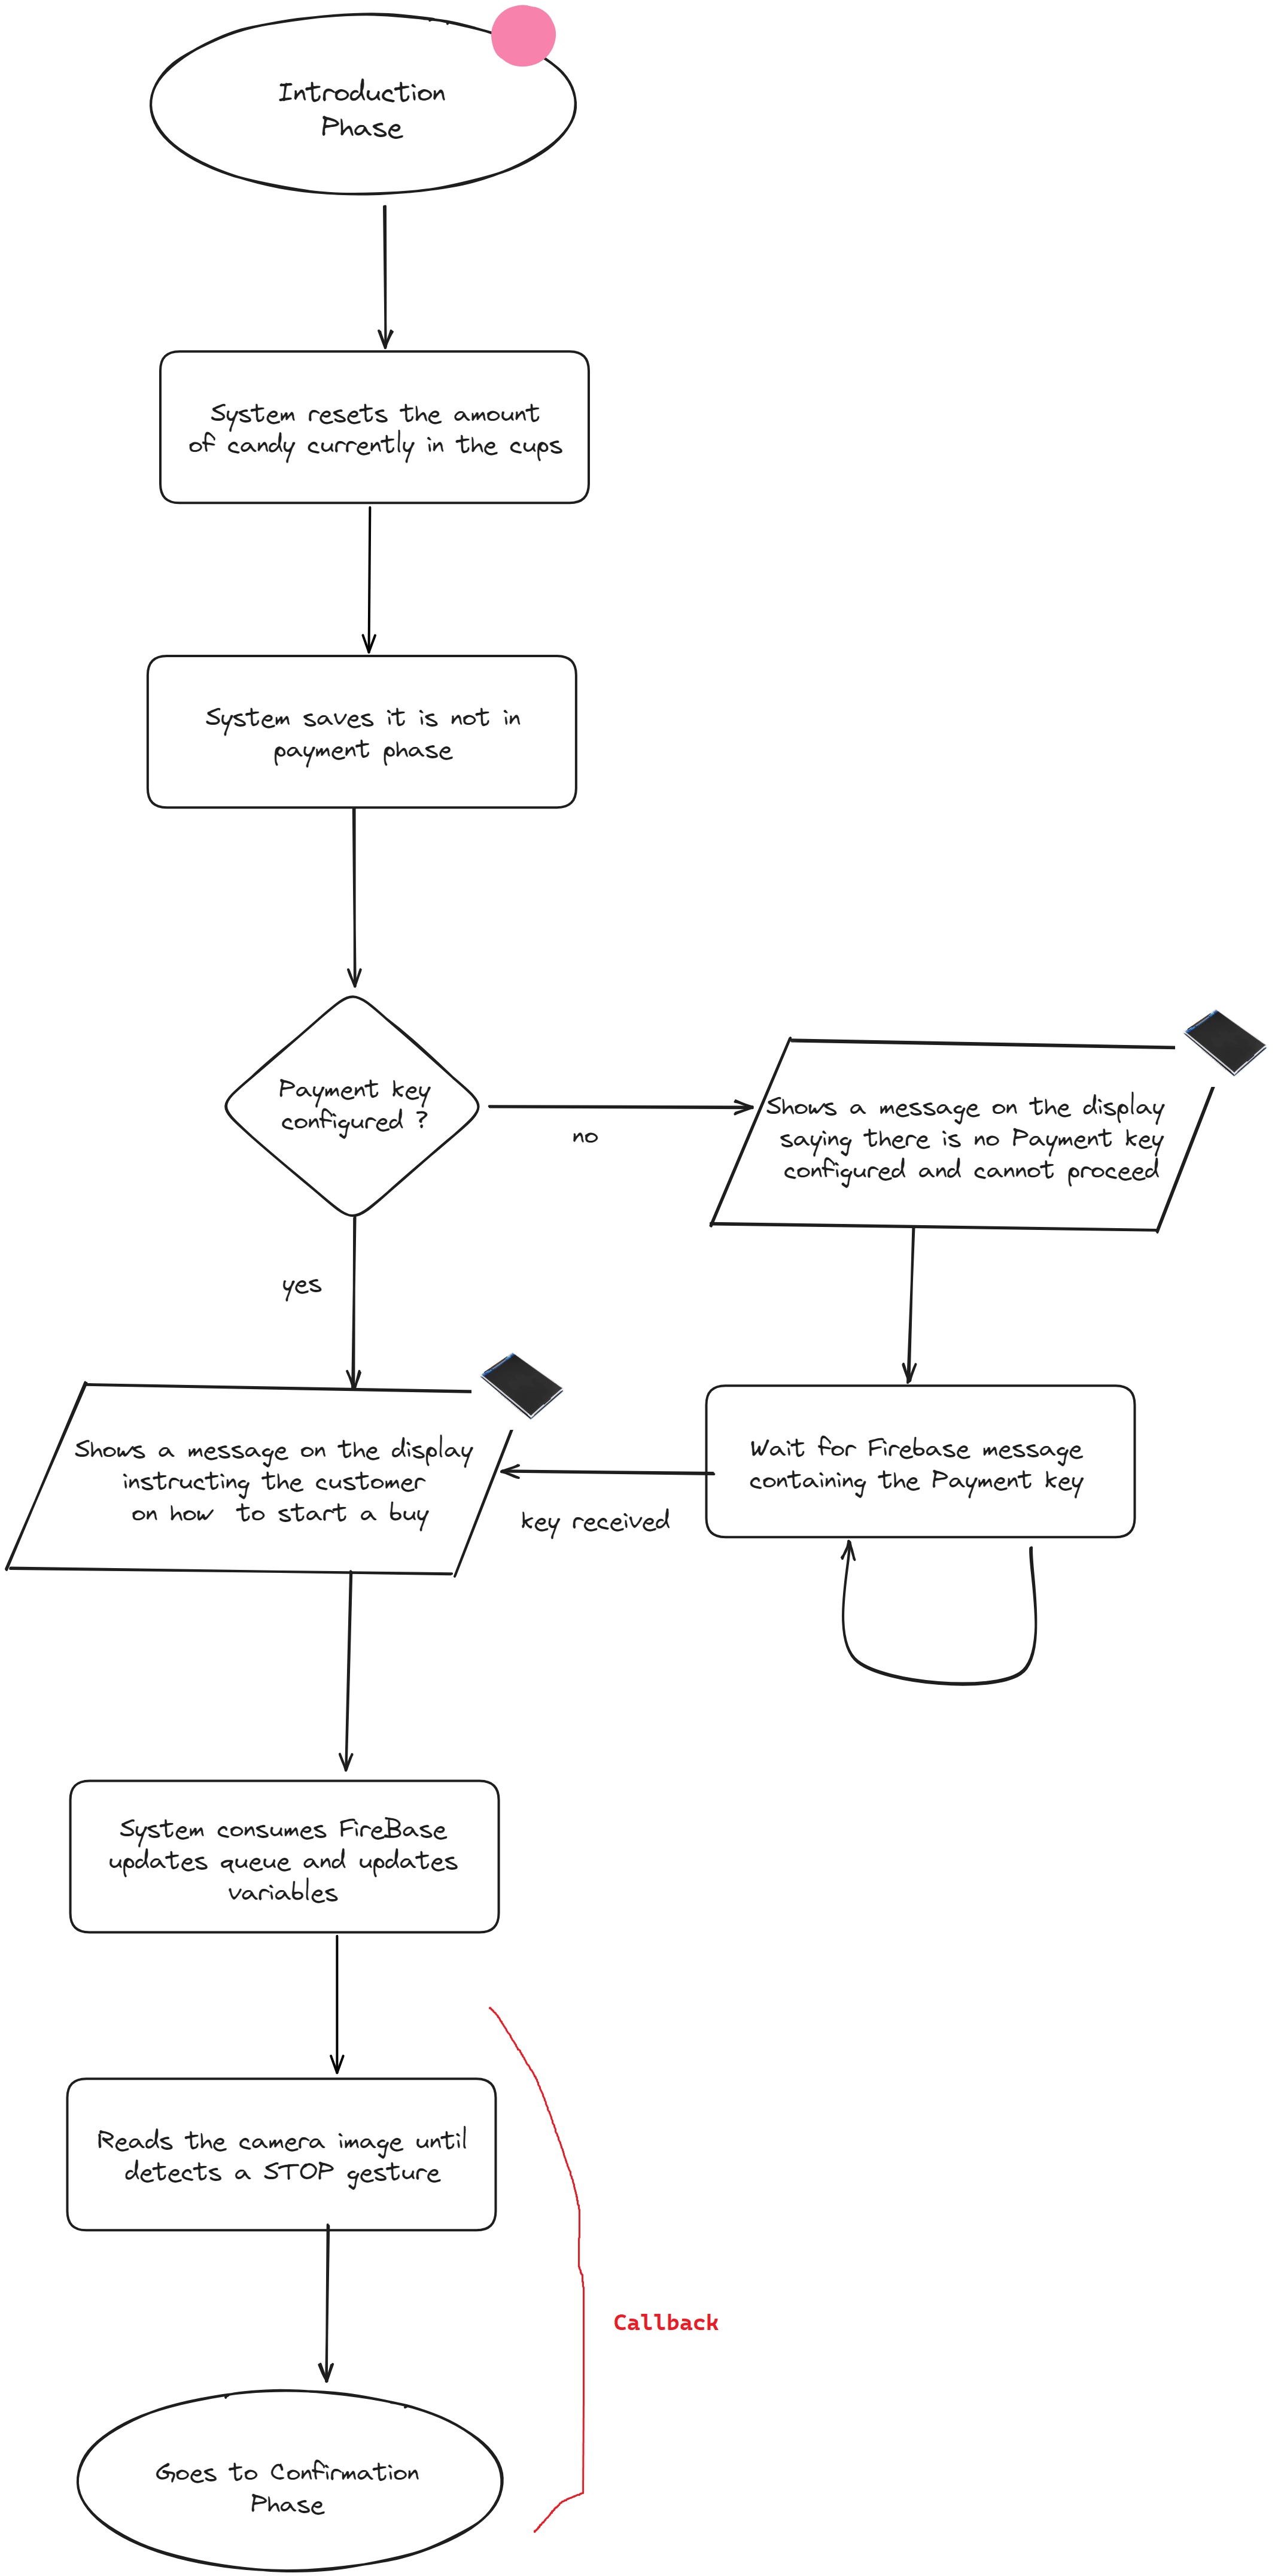 Introduction
Phase
System resets the amount
of candy currently in the cups
System saves it is not in
payment phase
Payment key
configured ?
no
Shows a message on the display
saying there is no Payment key
configured and cannot proceed
yes
Shows a message on the display
instructing the customer
on how to start a buy
key received
Wait for Firebase message
containing the Payment key
System consumes FireBase
updates queue and updates
variables
Reads the camera image until
detects a STOP gesture
Callback
Goes to Confirmation
Phase